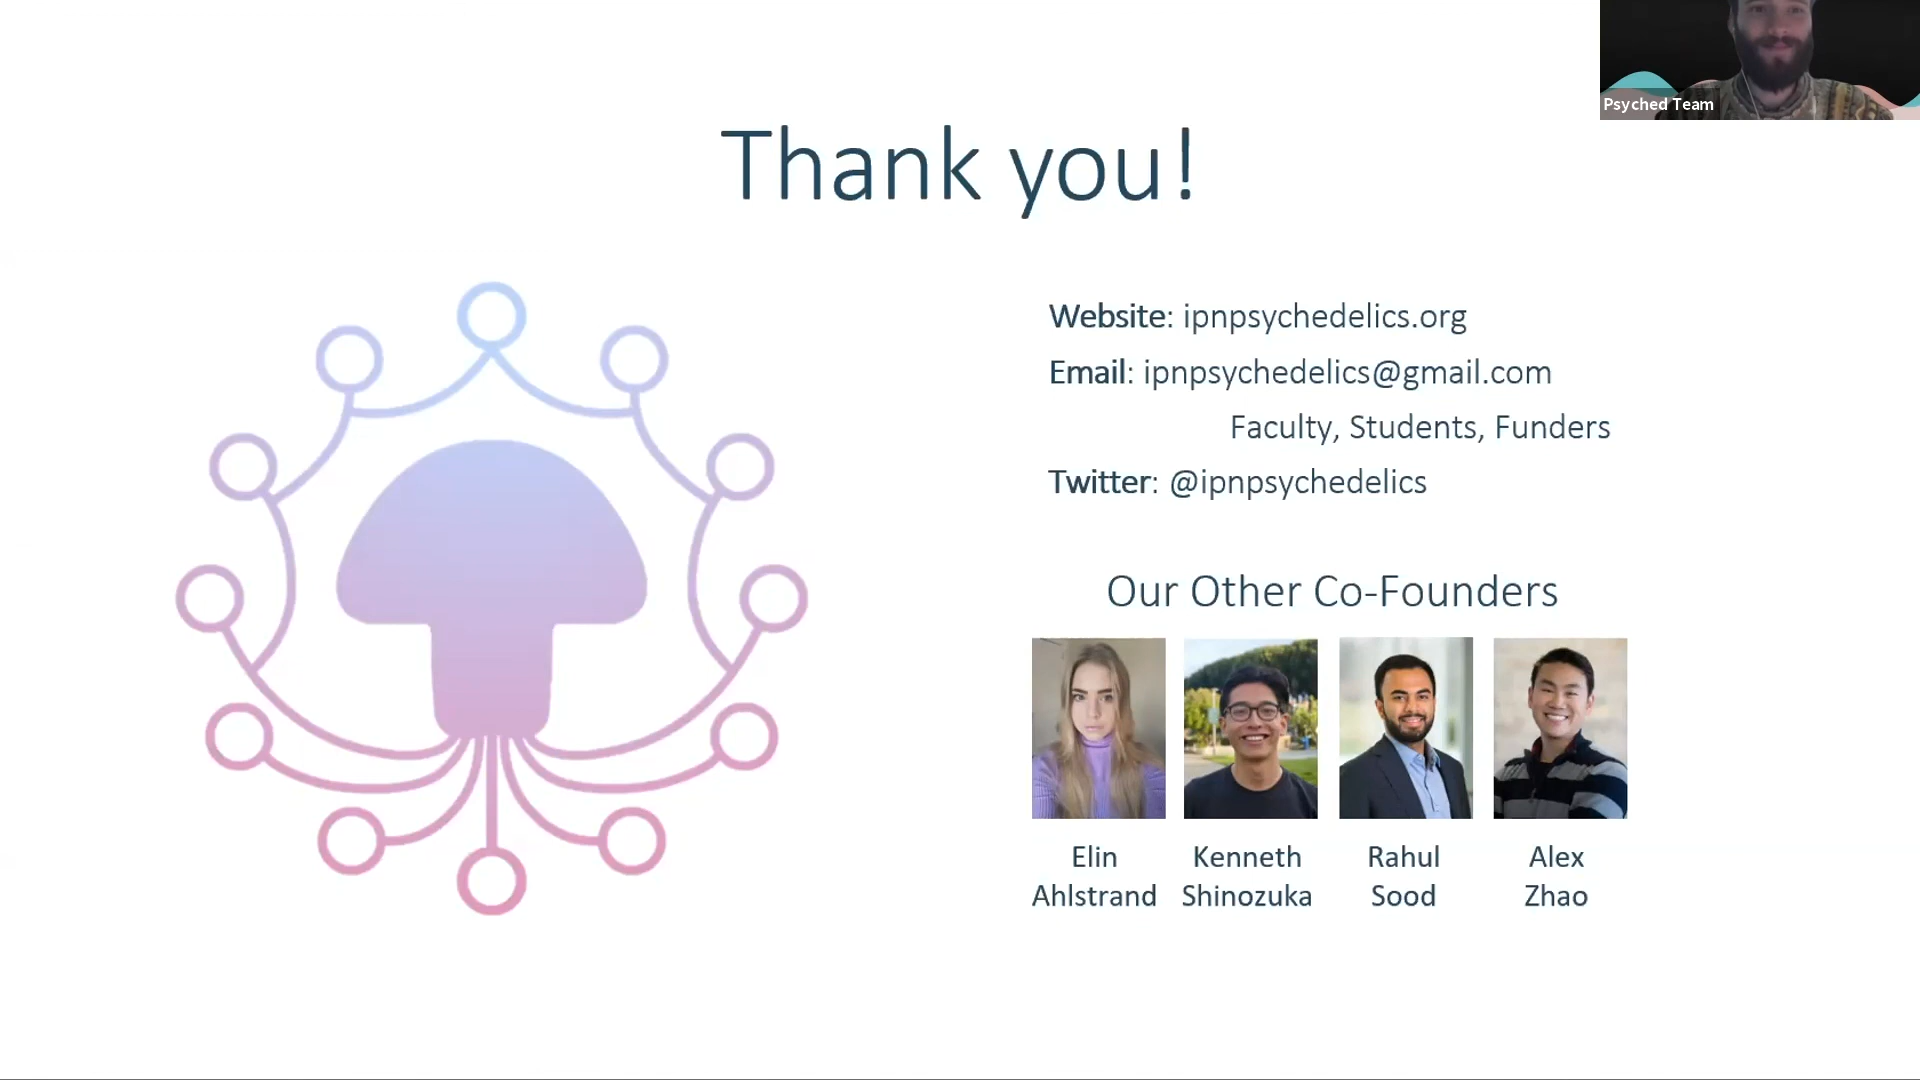 Psyched Team
Thank you!
Website: ipnpsychedelics.org
Email: ipnpsychedelics@gmail.com
Faculty, Students, Funders
Twitter: @ipnpsychedelics
Our Other Co-Founders
Elin
Ahlstrand
Kenneth
Shinozuka
Rahul
Sood
Alex
Zhao